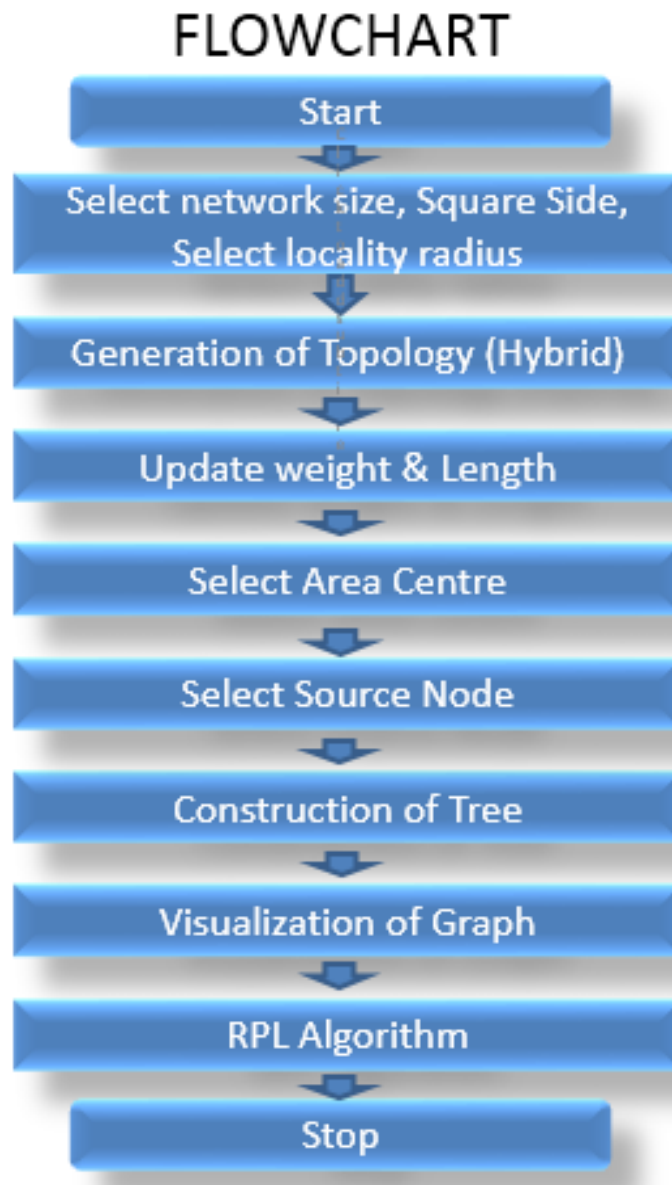 FLOWCHART
Start
Select network size, Square Side,
Select locality radius
Generation of Topology (Hybrid)
Update weight & Length
Select Area Centre
Select Source Node
Construction of Tree
Visualization of Graph
RPL Algorithm
Stop